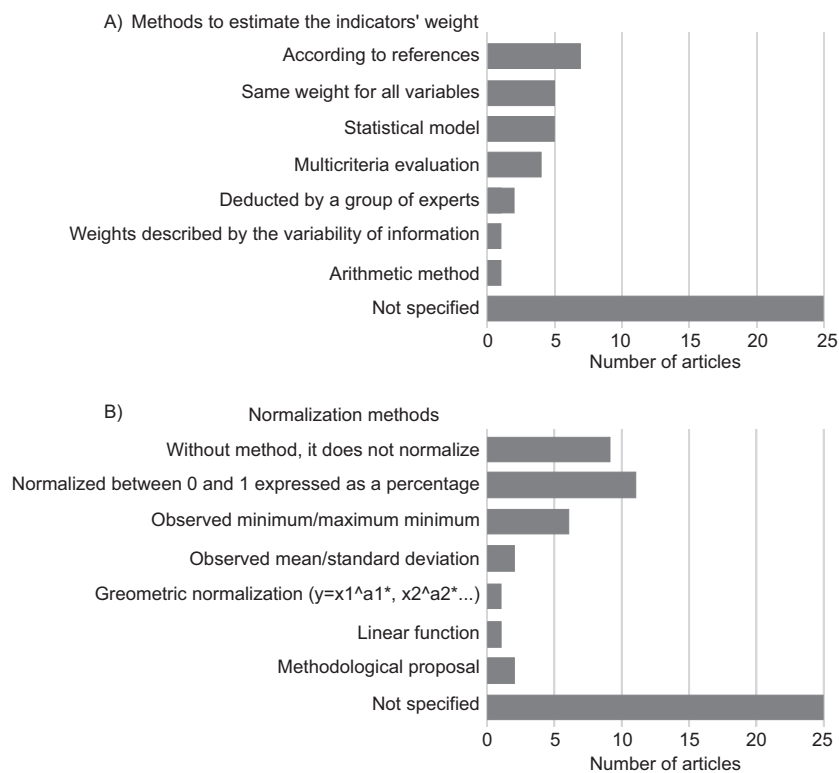 A) Methods to estimate the indicators' weight
According to references
Same weight for all variables
Statistical model
Multicriteria evaluation
Deducted by a group of experts
Weights described by the variability of information
Arithmetic method
Not specified
0 5 10 15 20 25
Number of articles
B) Normalization methods
Without method, it does not normalize
Normalized between 0 and 1 expressed as a percentage
Observed minimum/maximum minimum
Observed mean/standard deviation
Greometric normalization (y=x1^a1*, x2^a2*...)
Linear function
Methodological proposal
Not specified
0 5 10 15 20 25
Number of articles